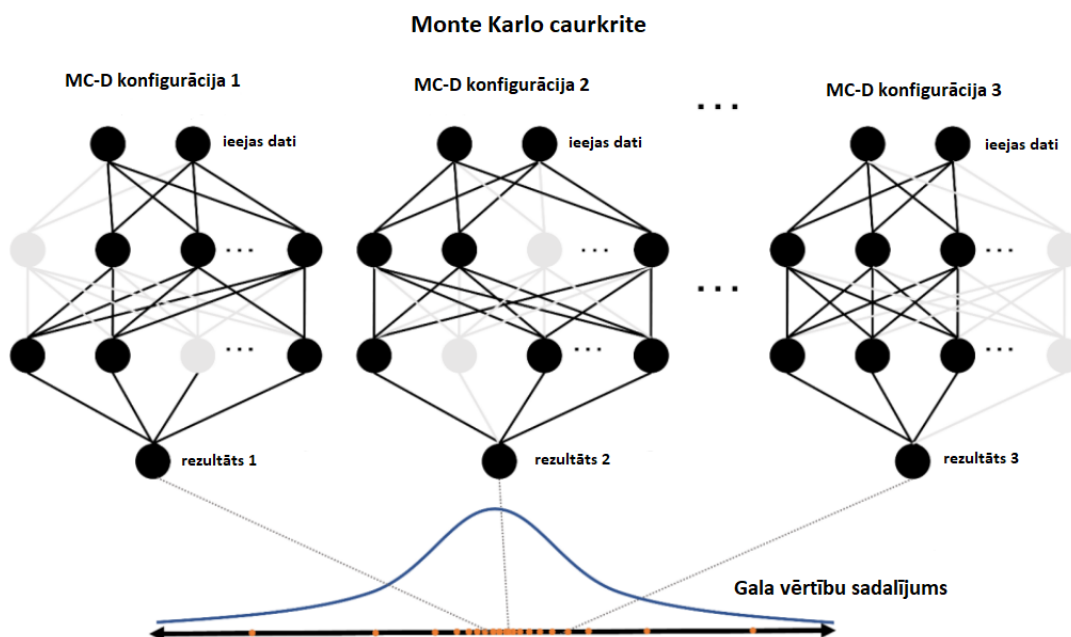 Monte Karlo caurkrite
MC-D konfigurācija 1
MC-D konfigurācija 2
...
MC-D konfigurācija 3
ieejas dati
ieejas dati
ieejas dati
...
...
...
...
...
...
...
rezultāts 1
rezultāts 2
rezultāts 3
Gala vērtību sadalījums